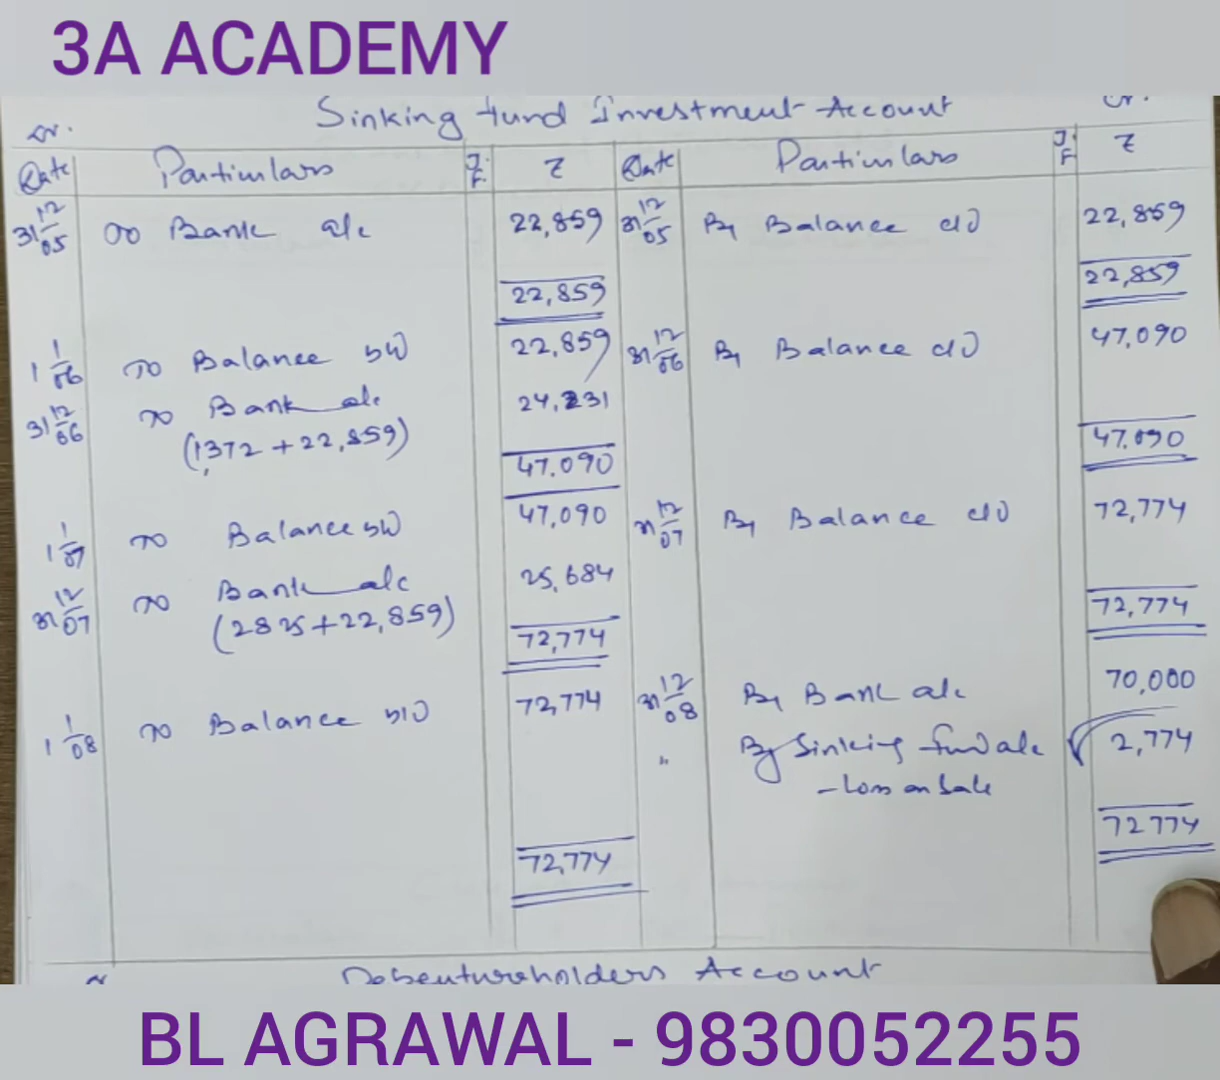 3A ACADEMY
Sinking Fund Investment Account
Dr. Cr.
Date Particulars J.F. ₹ Date Particulars J.F. ₹
31/12/05 To Bank a/c 22,859 31/12/05 By Balance c/d 22,859
22,859 22,859
1/1/06 To Balance b/d 22,859 31/12/06 By Balance c/d 47,090
31/12/06 To Bank a/c 24,231
(1,372 + 22,859) 47,090 47,090
1/1/07 To Balance b/d 47,090 31/12/07 By Balance c/d 72,774
31/12/07 To Bank a/c 25,684
(2825 + 22,859) 72,774 72,774
1/1/08 To Balance b/d 72,774 31/12/08 By Bank a/c 70,000
" By Sinking fund a/c 2,774
- Loss on Sale
72,774 72774
Debentureholders Account
BL AGRAWAL - 9830052255